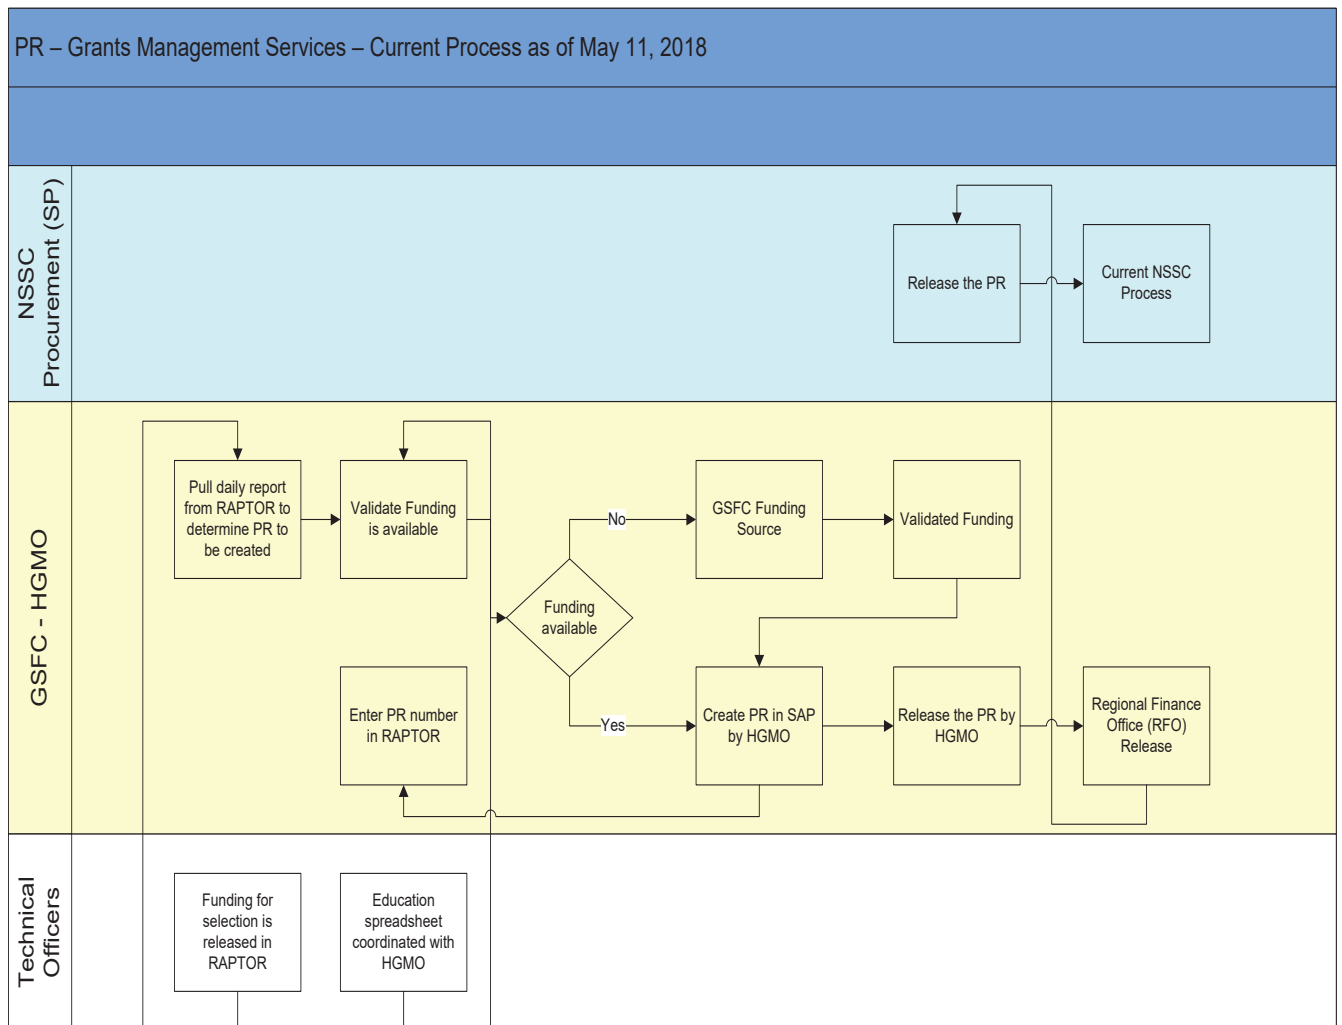 PR – Grants Management Services – Current Process as of May 11, 2018
NSSC
Procurement (SP)
Release the PR
Current NSSC
Process
GSFC - HGMO
Pull daily report
from RAPTOR to
determine PR to
be created
Validate Funding
is available
No
GSFC Funding
Source
Validated Funding
Funding
available
Enter PR number
in RAPTOR
Yes
Create PR in SAP
by HGMO
Release the PR by
HGMO
Regional Finance
Office (RFO)
Release
Technical
Officers
Funding for
selection is
released in
RAPTOR
Education
spreadsheet
coordinated with
HGMO